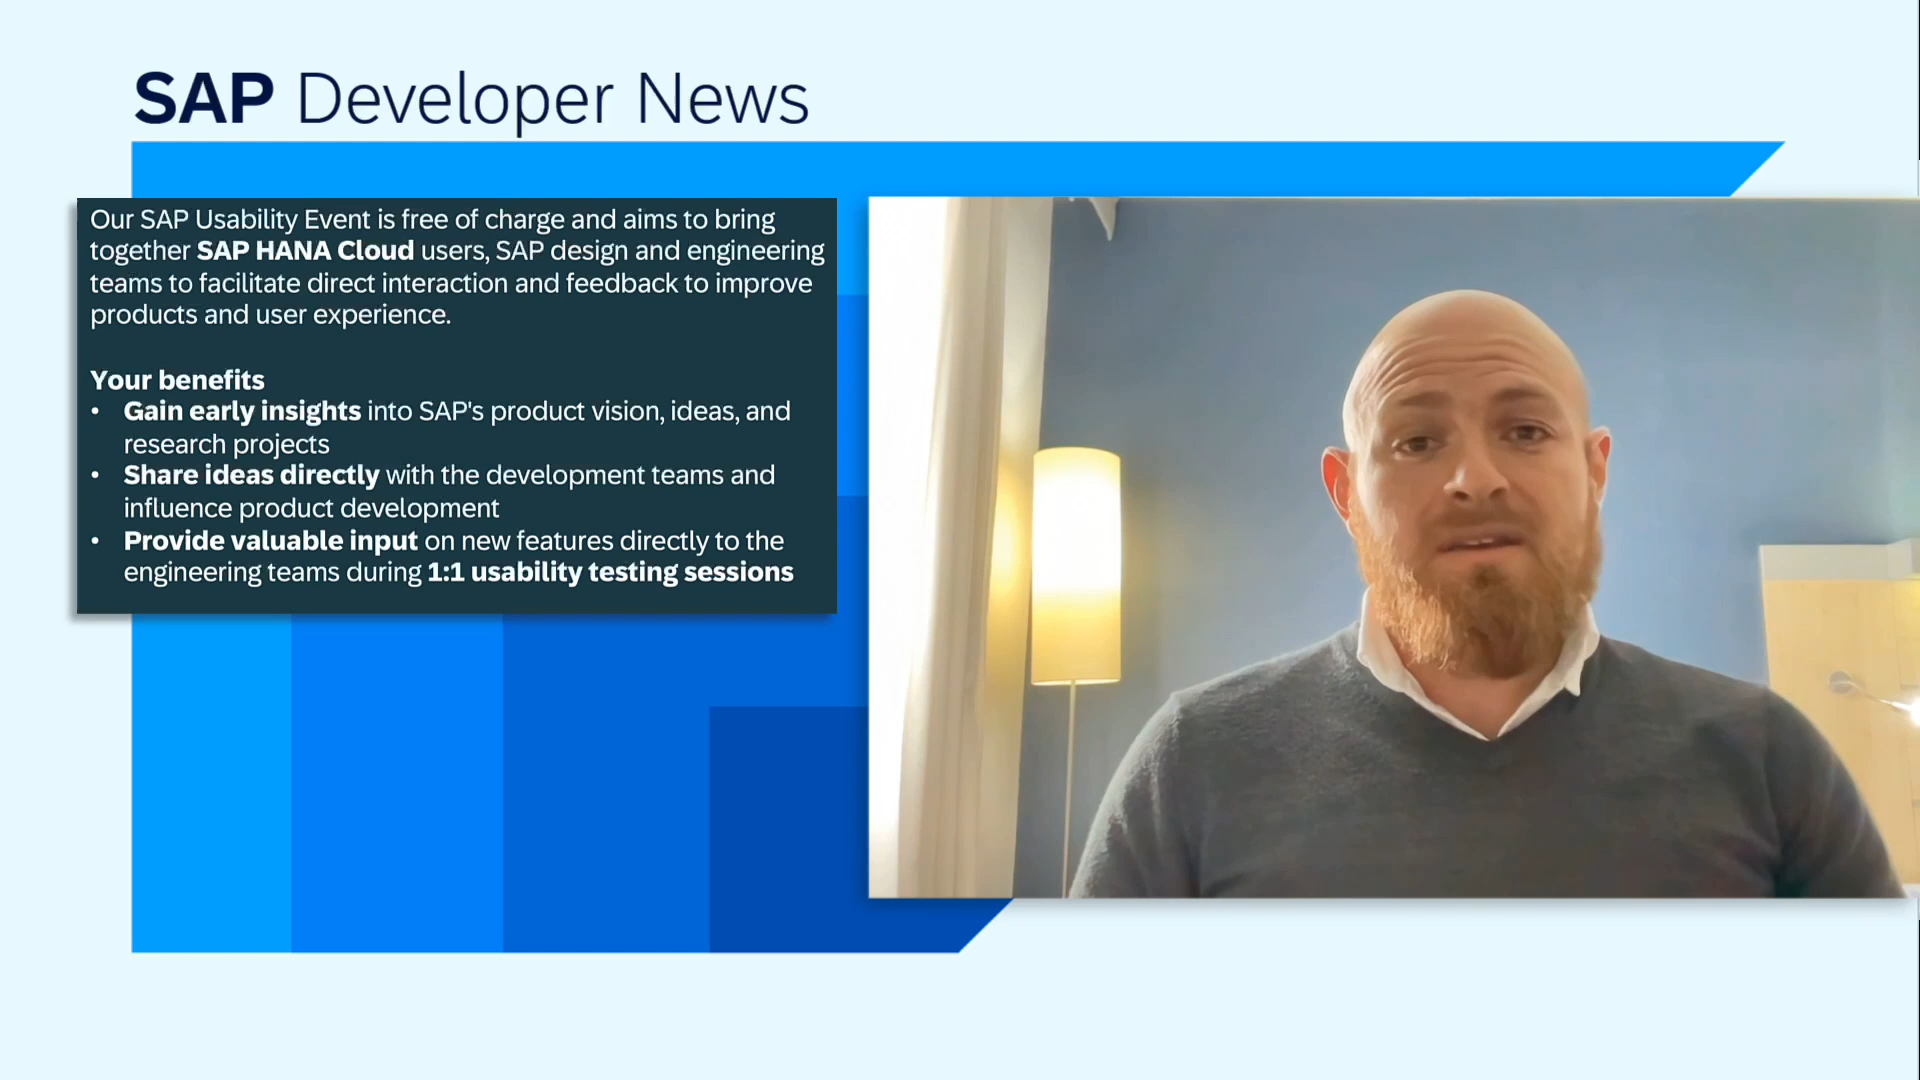 SAP Developer News
Our SAP Usability Event is free of charge and aims to bring
together SAP HANA Cloud users, SAP design and engineering
teams to facilitate direct interaction and feedback to improve
products and user experience.
Your benefits
• Gain early insights into SAP's product vision, ideas, and
research projects
• Share ideas directly with the development teams and
influence product development
• Provide valuable input on new features directly to the
engineering teams during 1:1 usability testing sessions